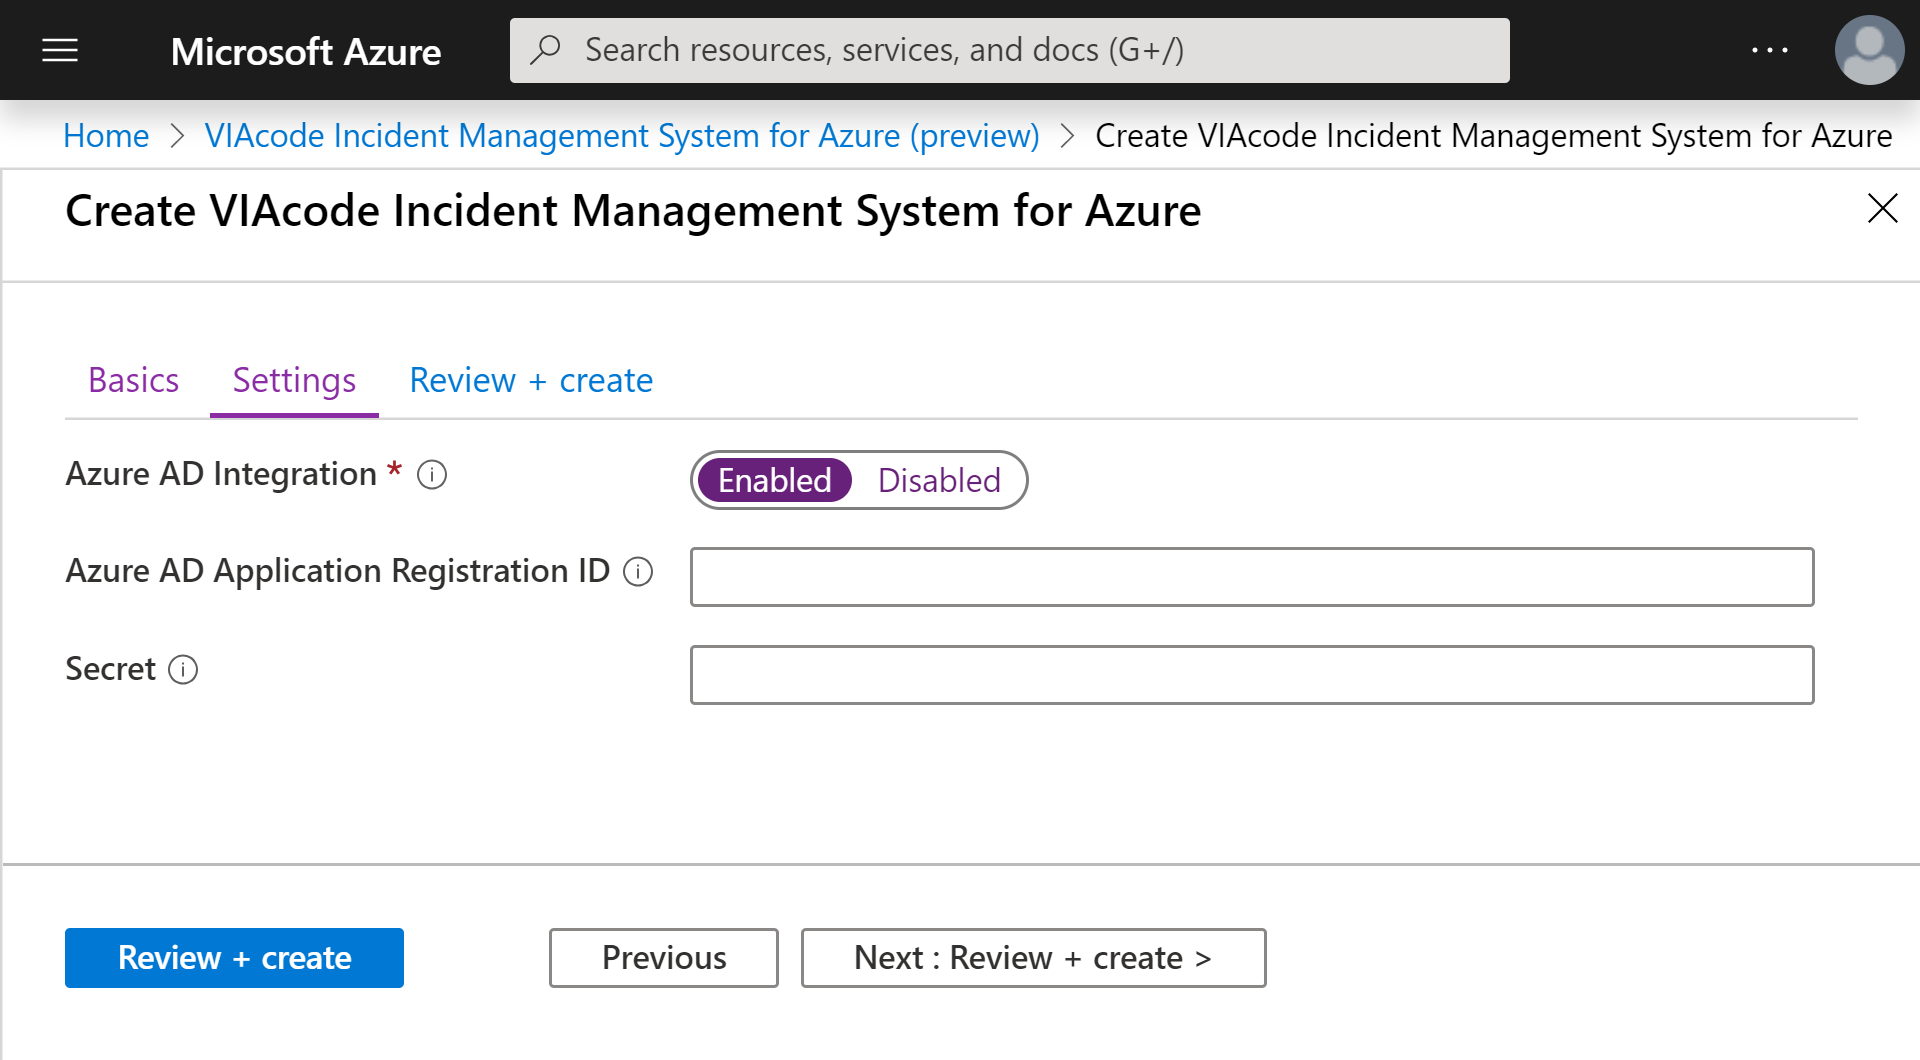 Microsoft Azure
Search resources, services, and docs (G+/)
Home > VIAcode Incident Management System for Azure (preview) > Create VIAcode Incident Management System for Azure
Create VIAcode Incident Management System for Azure
Basics Settings Review + create
Azure AD Integration * Enabled Disabled
Azure AD Application Registration ID
Secret
Review + create Previous Next : Review + create >